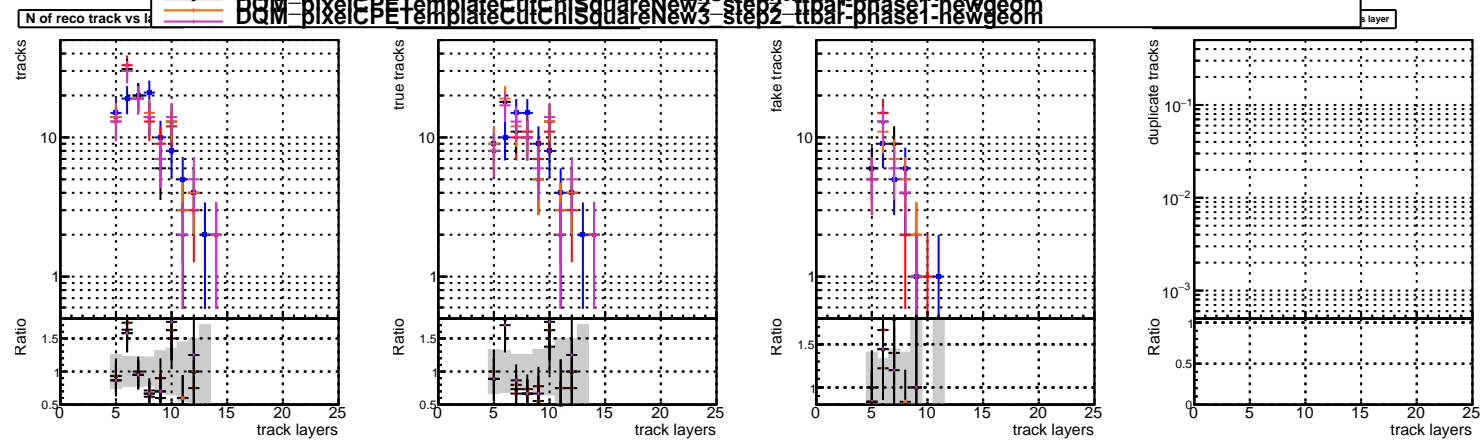 DQM_pixelCPETemplateCutChiSquareNew3_step2_ttbar-phase1-newgeom
N of reco track vs la
s layer
tracks
10
1
Ratio
1.5
1
0.5
0 5 10 15 20 25
track layers
true tracks
10
1
Ratio
1.5
1
0.5
0 5 10 15 20 25
track layers
fake tracks
10
1
Ratio
1.5
1
0 5 10 15 20 25
track layers
duplicate tracks
10⁻¹
10⁻²
10⁻³
Ratio
1
0.5
0
0 5 10 15 20 25
track layers